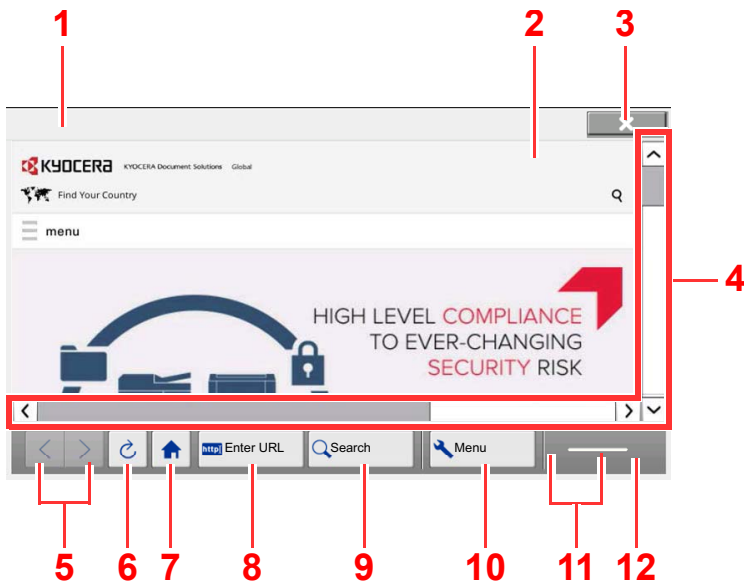 1 2 3
KYOCERA KYOCERA Document Solutions Global
Find Your Country
menu
4
HIGH LEVEL COMPLIANCE
TO EVER-CHANGING
SECURITY RISK
http Enter URL Search Menu
5 6 7 8 9 10 11 12